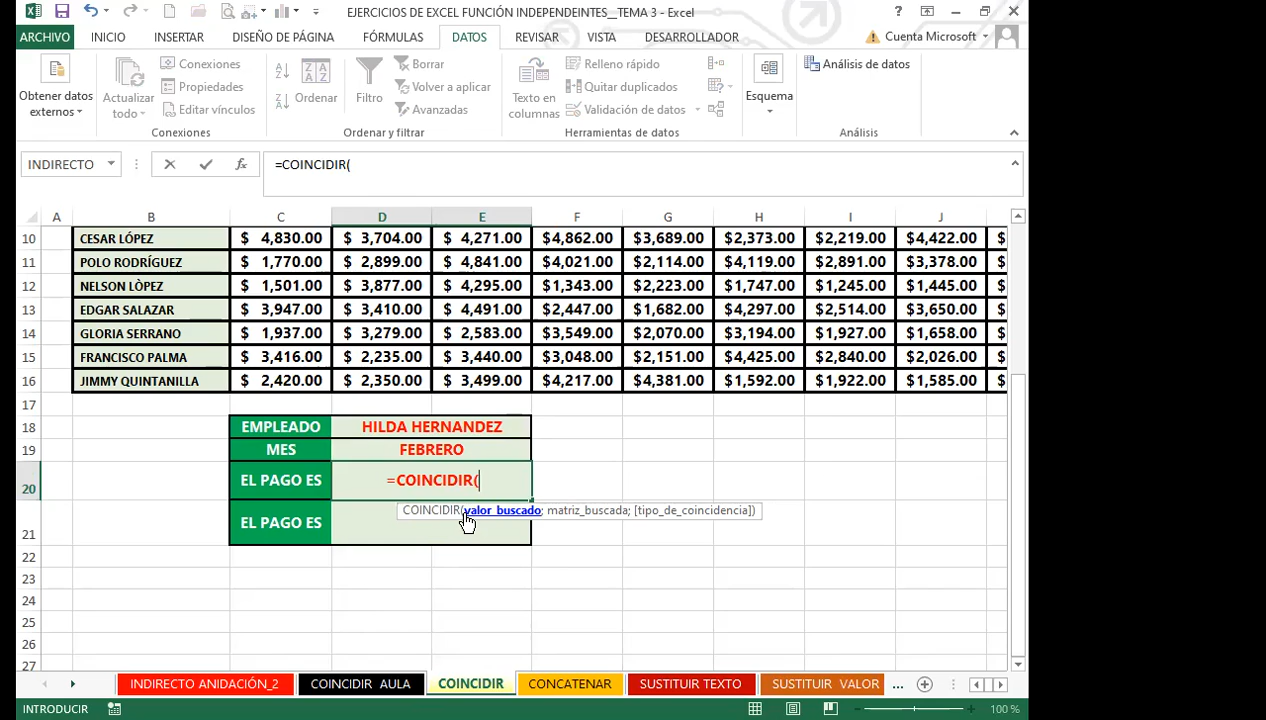 EJERCICIOS DE EXCEL FUNCIÓN INDEPENDEINTES__TEMA 3 - Excel
ARCHIVO INICIO INSERTAR DISEÑO DE PÁGINA FÓRMULAS DATOS REVISAR VISTA DESARROLLADOR Cuenta Microsoft
Obtener datos externos
Actualizar todo
Conexiones
Propiedades
Editar vínculos
Conexiones
Ordenar
Filtro
Borrar
Volver a aplicar
Avanzadas
Ordenar y filtrar
Texto en columnas
Relleno rápido
Quitar duplicados
Validación de datos
Herramientas de datos
Esquema
Análisis de datos
Análisis
INDIRECTO fx =COINCIDIR(
A B C D E F G H I J
10 CESAR LÓPEZ $ 4,830.00 $ 3,704.00 $ 4,271.00 $4,862.00 $3,689.00 $2,373.00 $2,219.00 $4,422.00 $
11 POLO RODRÍGUEZ $ 1,770.00 $ 2,899.00 $ 4,841.00 $4,021.00 $2,114.00 $4,119.00 $2,891.00 $3,378.00 $
12 NELSON LÒPEZ $ 1,501.00 $ 3,877.00 $ 4,295.00 $1,343.00 $2,223.00 $1,747.00 $1,245.00 $1,445.00 $
13 EDGAR SALAZAR $ 3,947.00 $ 3,410.00 $ 4,491.00 $2,447.00 $1,682.00 $4,297.00 $2,514.00 $3,650.00 $
14 GLORIA SERRANO $ 1,937.00 $ 3,279.00 $ 2,583.00 $3,549.00 $2,070.00 $3,194.00 $1,927.00 $1,658.00 $
15 FRANCISCO PALMA $ 3,416.00 $ 2,235.00 $ 3,440.00 $3,048.00 $2,151.00 $4,425.00 $2,840.00 $2,026.00 $
16 JIMMY QUINTANILLA $ 2,420.00 $ 2,350.00 $ 3,499.00 $4,217.00 $4,381.00 $1,592.00 $1,922.00 $1,585.00 $
17
18 EMPLEADO HILDA HERNANDEZ
19 MES FEBRERO
20 EL PAGO ES =COINCIDIR(
COINCIDIR(valor_buscado; matriz_buscada; [tipo_de_coincidencia])
21 EL PAGO ES
22
23
24
25
26
27
INDIRECTO ANIDACIÓN_2 COINCIDIR AULA COINCIDIR CONCATENAR SUSTITUIR TEXTO SUSTITUIR VALOR ...
INTRODUCIR 100 %